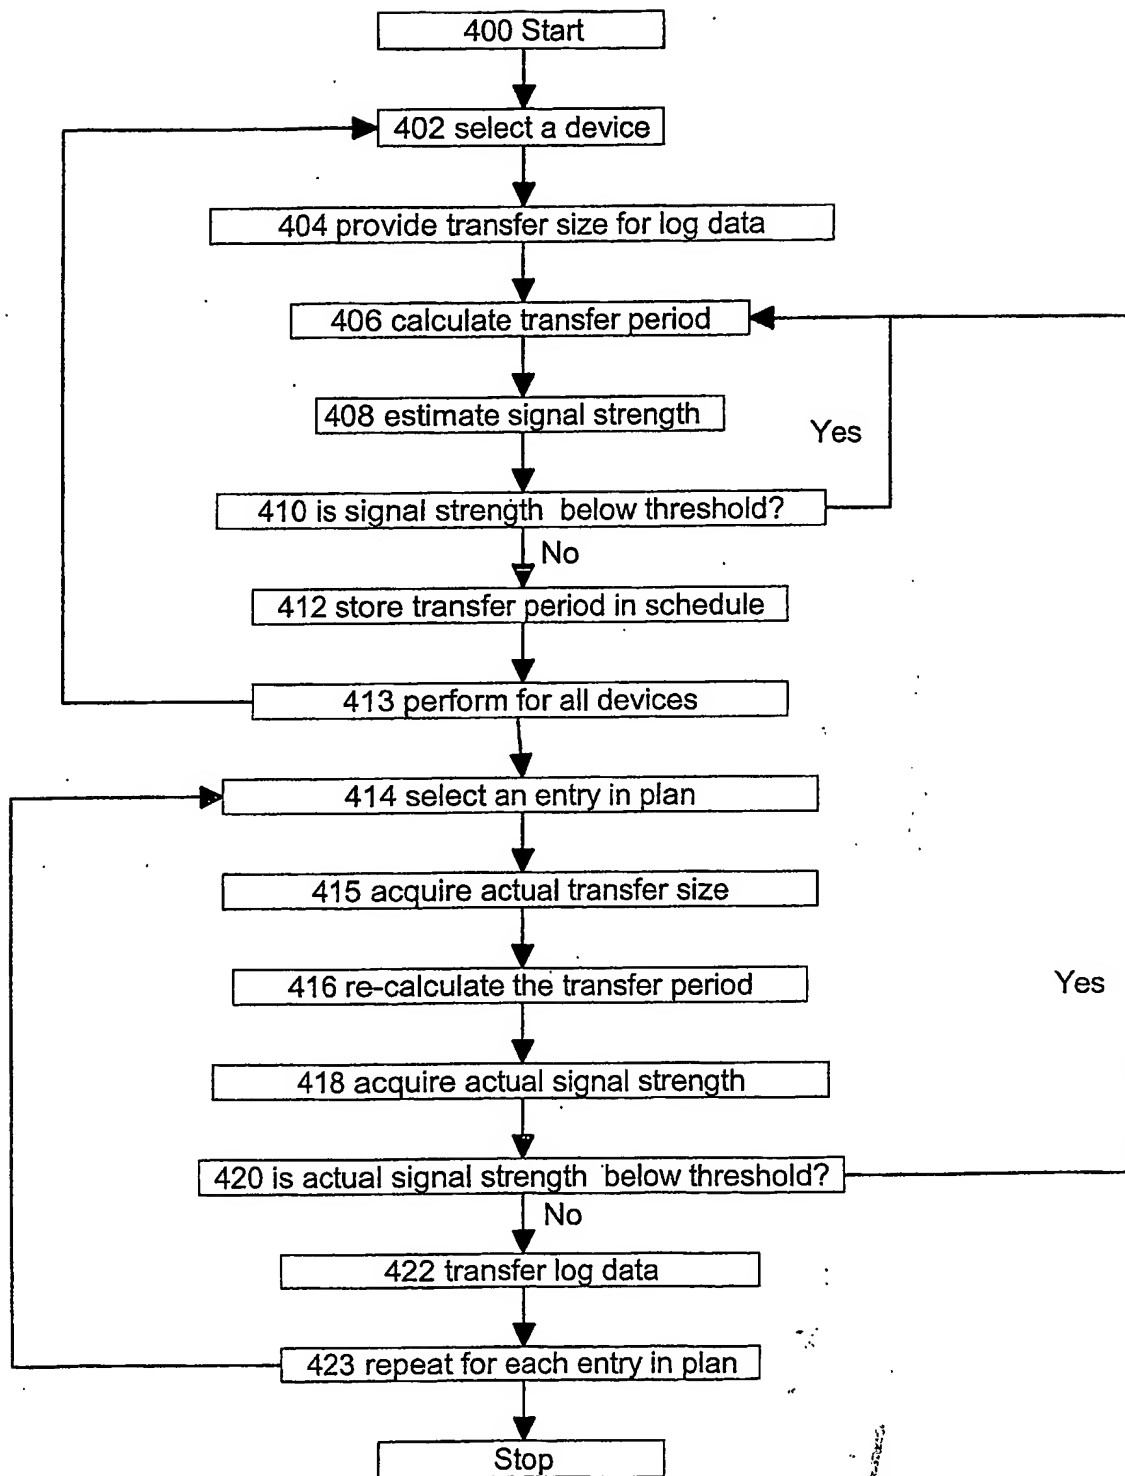 400 Start
402 select a device
404 provide transfer size for log data
406 calculate transfer period
408 estimate signal strength
Yes
410 is signal strength below threshold?
No
412 store transfer period in schedule
413 perform for all devices
414 select an entry in plan
415 acquire actual transfer size
416 re-calculate the transfer period
Yes
418 acquire actual signal strength
420 is actual signal strength below threshold?
No
422 transfer log data
423 repeat for each entry in plan
Stop